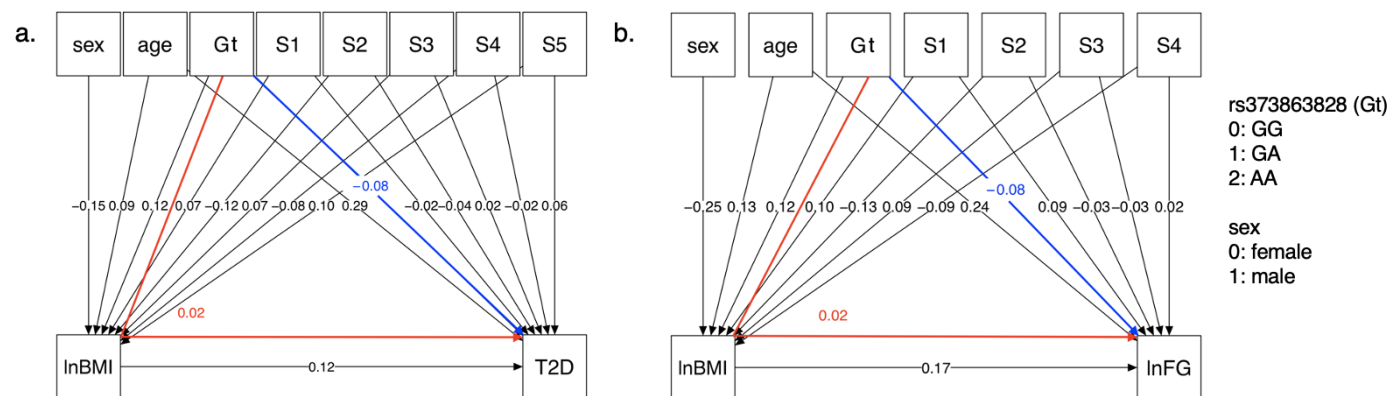 a.
sex age Gt S1 S2 S3 S4 S5
−0.08
−0.15 0.09 0.12 0.07 −0.12 0.07 −0.08 0.10 0.29 −0.02 −0.04 0.02 −0.02 0.06
0.02
lnBMI T2D
0.12
b.
sex age Gt S1 S2 S3 S4
−0.08
−0.25 0.13 0.12 0.10 −0.13 0.09 −0.09 0.24 0.09 −0.03 −0.03 0.02
0.02
lnBMI lnFG
0.17
rs373863828 (Gt)
0: GG
1: GA
2: AA
sex
0: female
1: male